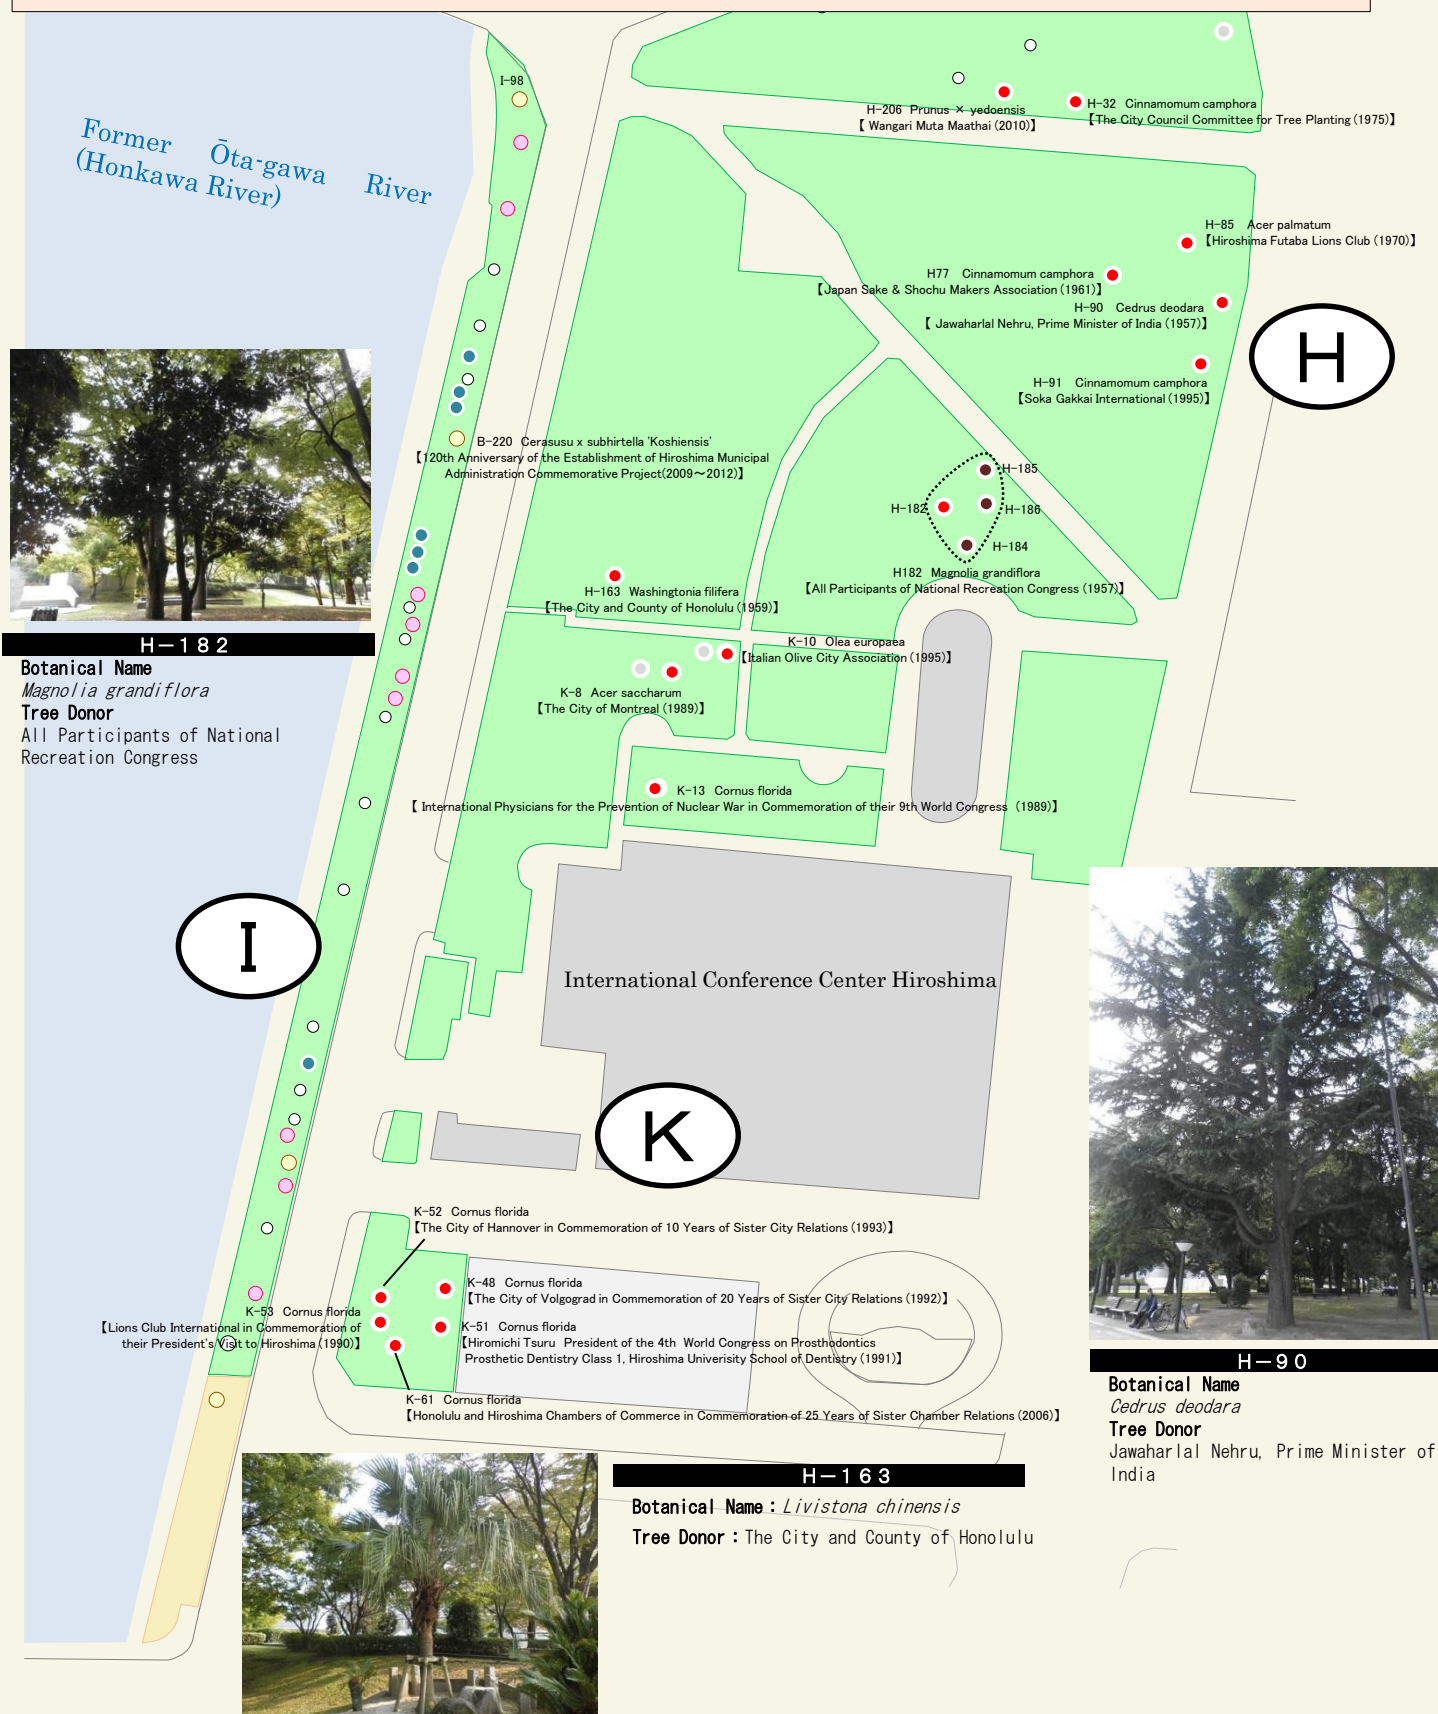 I-98
H-206 Prunus × yedoensis
【 Wangari Muta Maathai (2010)】
H-32 Cinnamomum camphora
【The City Council Committee for Tree Planting (1975)】
Former Ōta-gawa River
(Honkawa River)
H-85 Acer palmatum
【Hiroshima Futaba Lions Club (1970)】
H77 Cinnamomum camphora
【Japan Sake & Shochu Makers Association (1961)】
H-90 Cedrus deodara
【 Jawaharlal Nehru, Prime Minister of India (1957)】
H
H-91 Cinnamomum camphora
【Soka Gakkai International (1995)】
B-220 Cerasusu x subhirtella 'Koshiensis'
【120th Anniversary of the Establishment of Hiroshima Municipal
Administration Commemorative Project(2009～2012)】
H-185
H-182
H-186
H-184
H182 Magnolia grandiflora
【All Participants of National Recreation Congress (1957)】
H-163 Washingtonia filifera
【The City and County of Honolulu (1959)】
H－182
Botanical Name
Magnolia grandiflora
Tree Donor
All Participants of National
Recreation Congress
K-10 Olea europaea
【Italian Olive City Association (1995)】
K-8 Acer saccharum
【The City of Montreal (1989)】
K-13 Cornus florida
【 International Physicians for the Prevention of Nuclear War in Commemoration of their 9th World Congress (1989)】
I
International Conference Center Hiroshima
K
K-52 Cornus florida
【The City of Hannover in Commemoration of 10 Years of Sister City Relations (1993)】
K-48 Cornus florida
【The City of Volgograd in Commemoration of 20 Years of Sister City Relations (1992)】
K-53 Cornus florida
【Lions Club International in Commemoration of
their President's Visit to Hiroshima (1990)】
K-51 Cornus florida
【Hiromichi Tsuru President of the 4th World Congress on Prosthodontics
Prosthetic Dentistry Class 1, Hiroshima Univerisity School of Dentistry (1991)】
K-61 Cornus florida
【Honolulu and Hiroshima Chambers of Commerce in Commemoration of 25 Years of Sister Chamber Relations (2006)】
H－90
Botanical Name
Cedrus deodara
Tree Donor
Jawaharlal Nehru, Prime Minister of
India
H－163
Botanical Name：Livistona chinensis
Tree Donor：The City and County of Honolulu